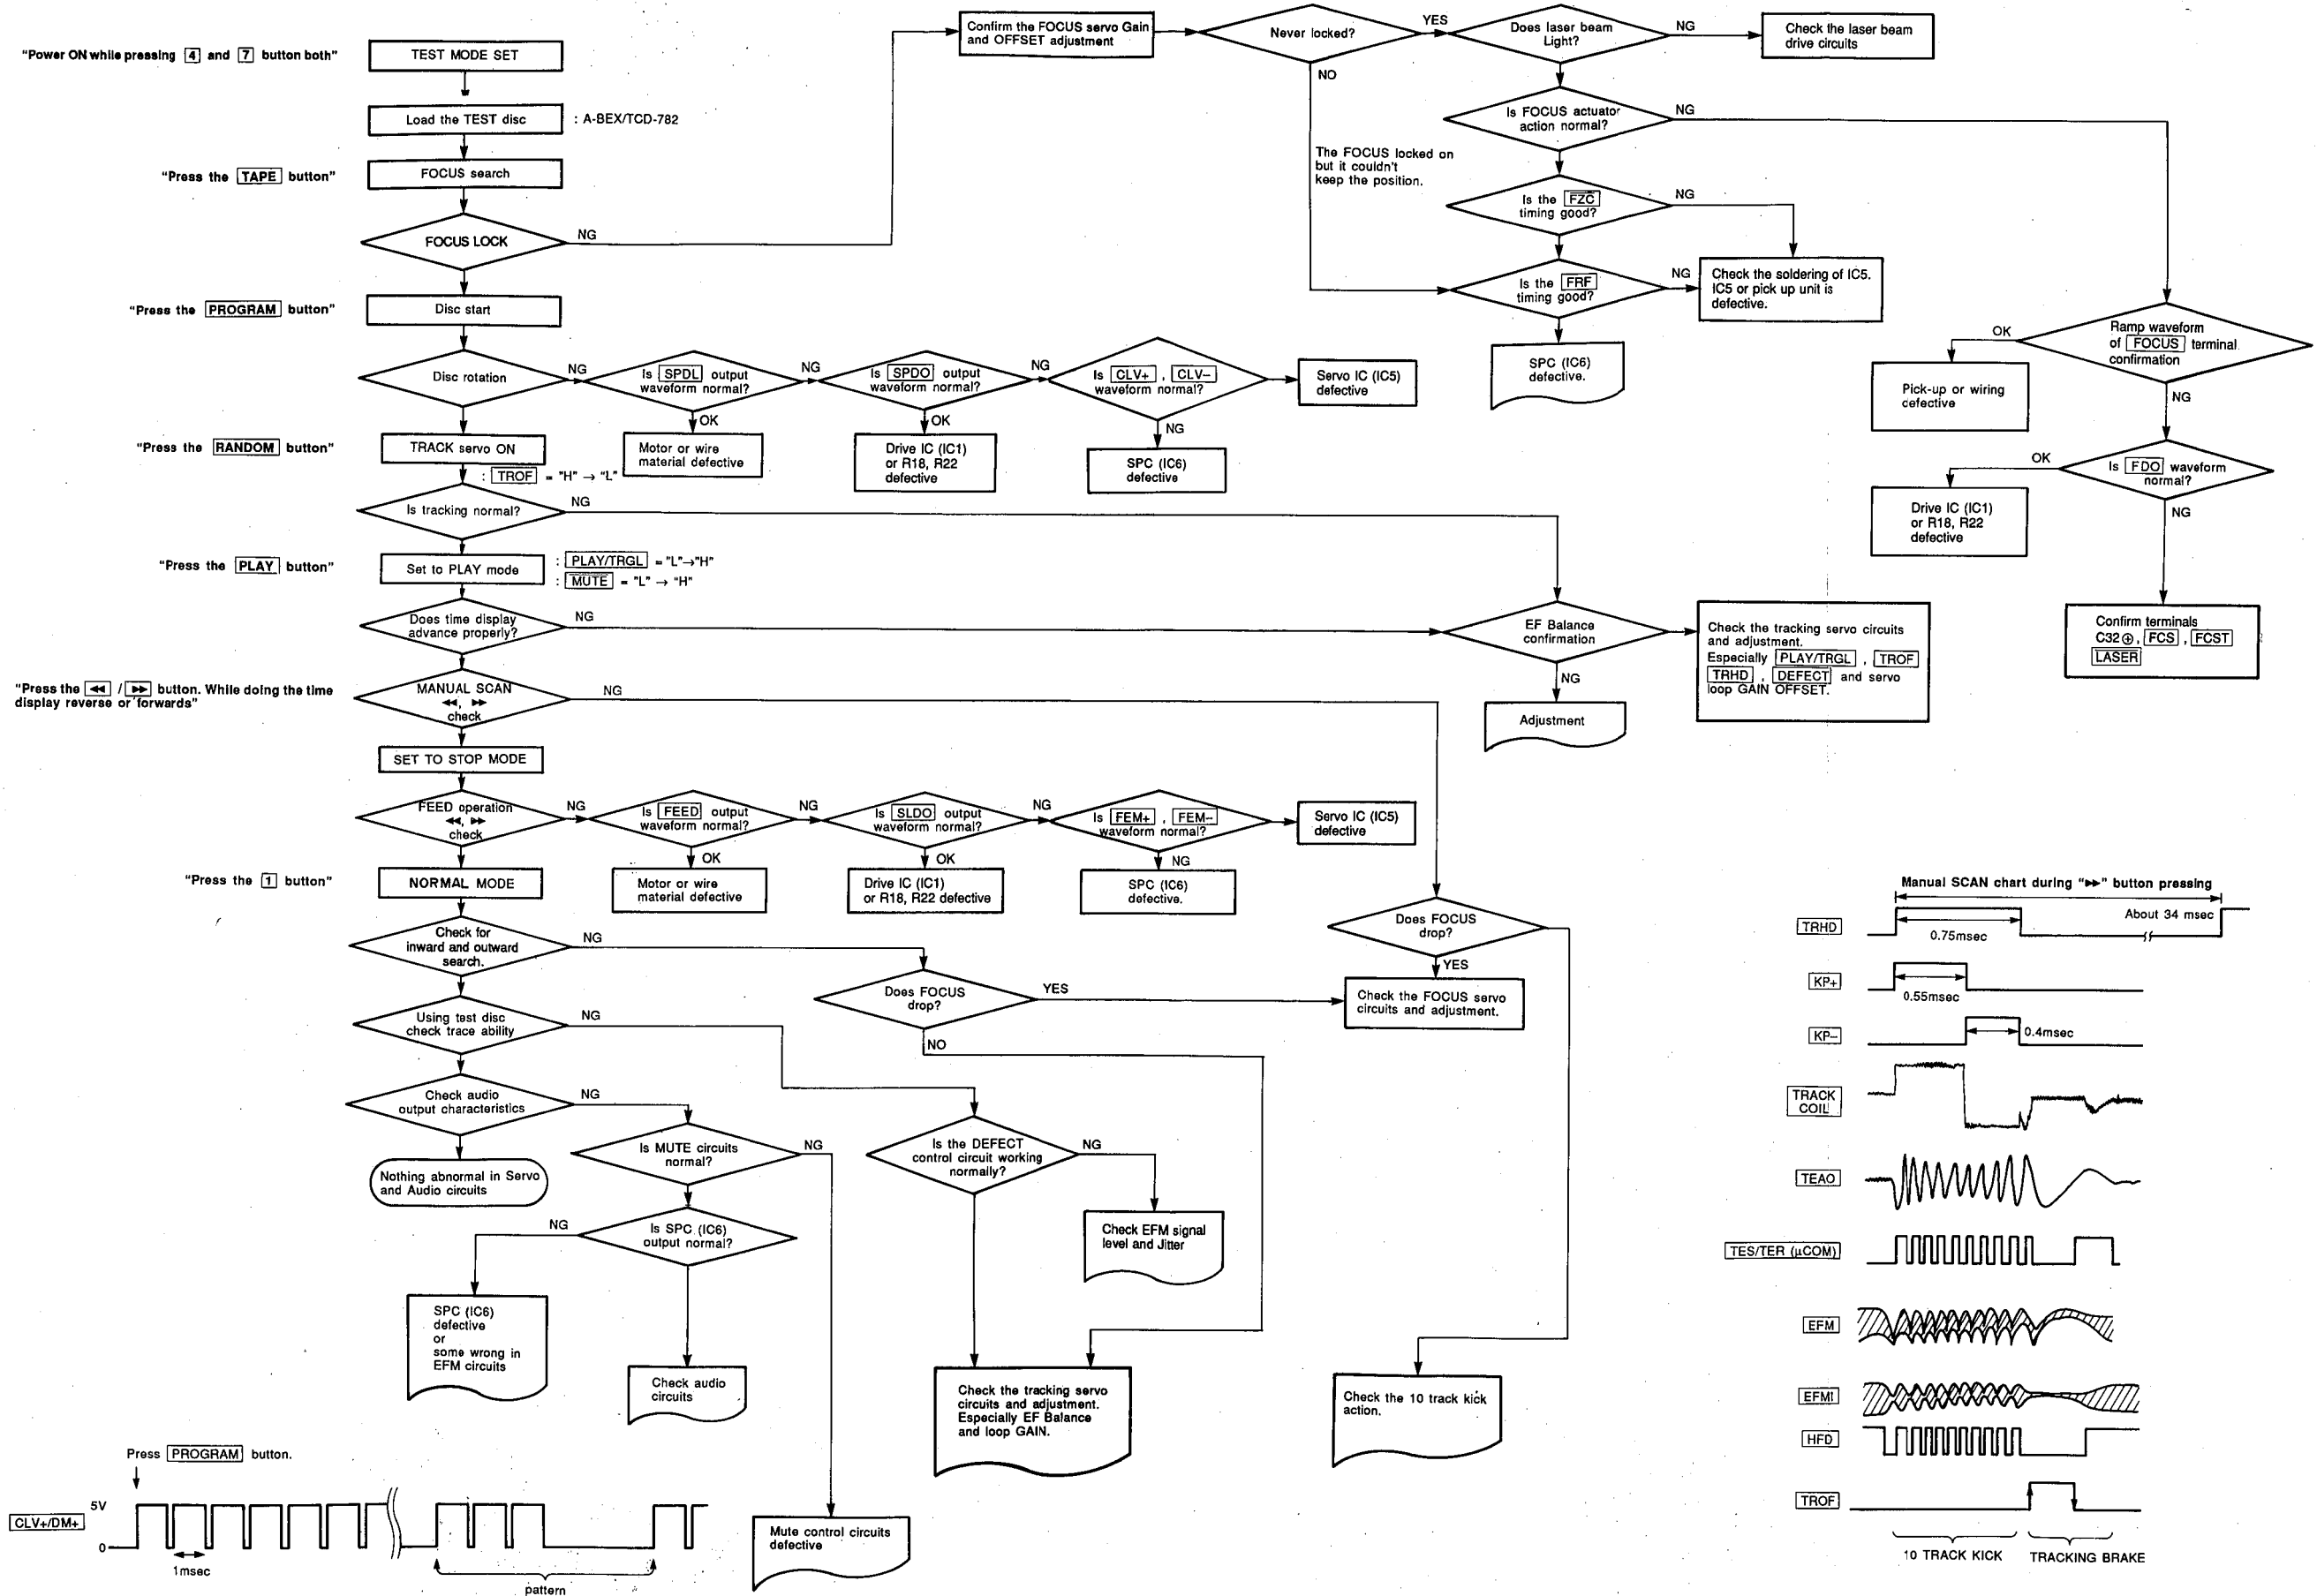 "Power ON while pressing 4 and 7 button both"
TEST MODE SET
Load the TEST disc
: A-BEX/TCD-782
"Press the TAPE button"
FOCUS search
FOCUS LOCK
NG
"Press the PROGRAM button"
Disc start
Disc rotation
NG
Is SPDL output
waveform normal?
NG
OK
Motor or wire
material defective
Is SPDO output
waveform normal?
NG
OK
Drive IC (IC1)
or R18, R22
defective
Is CLV+ , CLV-
waveform normal?
NG
SPC (IC6)
defective
Servo IC (IC5)
defective
"Press the RANDOM button"
TRACK servo ON
: TROF = "H" → "L"
Is tracking normal?
NG
"Press the PLAY button"
Set to PLAY mode
: PLAY/TRGL = "L"→"H"
: MUTE = "L" → "H"
Does time display
advance properly?
NG
"Press the ◀◀ / ▶▶ button. While doing the time
display reverse or forwards"
MANUAL SCAN
◀◀, ▶▶
check
NG
SET TO STOP MODE
FEED operation
◀◀, ▶▶
check
NG
Is FEED output
waveform normal?
NG
OK
Motor or wire
material defective
Is SLDO output
waveform normal?
NG
OK
Drive IC (IC1)
or R18, R22 defective
Is FEM+ , FEM-
waveform normal?
NG
SPC (IC6)
defective.
Servo IC (IC5)
defective
"Press the 1 button"
NORMAL MODE
Check for
inward and outward
search.
NG
Does FOCUS
drop?
YES
NO
Using test disc
check trace ability
NG
Check audio
output characteristics
NG
Nothing abnormal in Servo
and Audio circuits
Is MUTE circuits
normal?
NG
Is SPC (IC6)
output normal?
NG
SPC (IC6)
defective
or
some wrong in
EFM circuits
Check audio
circuits
Mute control circuits
defective
Is the DEFECT
control circuit working
normally?
NG
Check EFM signal
level and Jitter
Check the tracking servo
circuits and adjustment.
Especially EF Balance
and loop GAIN.
Does FOCUS
drop?
YES
Check the FOCUS servo
circuits and adjustment.
Check the 10 track kick
action.
Confirm the FOCUS servo Gain
and OFFSET adjustment
Never locked?
YES
NO
The FOCUS locked on
but it couldn't
keep the position.
Does laser beam
Light?
NG
Check the laser beam
drive circuits
Is FOCUS actuator
action normal?
NG
Is the FZC
timing good?
NG
Is the FRF
timing good?
NG
Check the soldering of IC5.
IC5 or pick up unit is
defective.
SPC (IC6)
defective.
Ramp waveform
of FOCUS terminal
confirmation
OK
Pick-up or wiring
defective
NG
Is FDO waveform
normal?
OK
Drive IC (IC1)
or R18, R22
defective
NG
Confirm terminals
C32⊕, FCS , FCST
LASER
EF Balance
confirmation
NG
Adjustment
Check the tracking servo circuits
and adjustment.
Especially PLAY/TRGL , TROF
TRHD , DEFECT and servo
loop GAIN OFFSET.
Manual SCAN chart during "▶▶" button pressing
TRHD
About 34 msec
0.75msec
KP+
0.55msec
KP-
0.4msec
TRACK
COIL
TEAO
TES/TER (μCOM)
EFM
EFMI
HFD
TROF
10 TRACK KICK
TRACKING BRAKE
Press PROGRAM button.
5V
CLV+/DM+
0
1msec
pattern